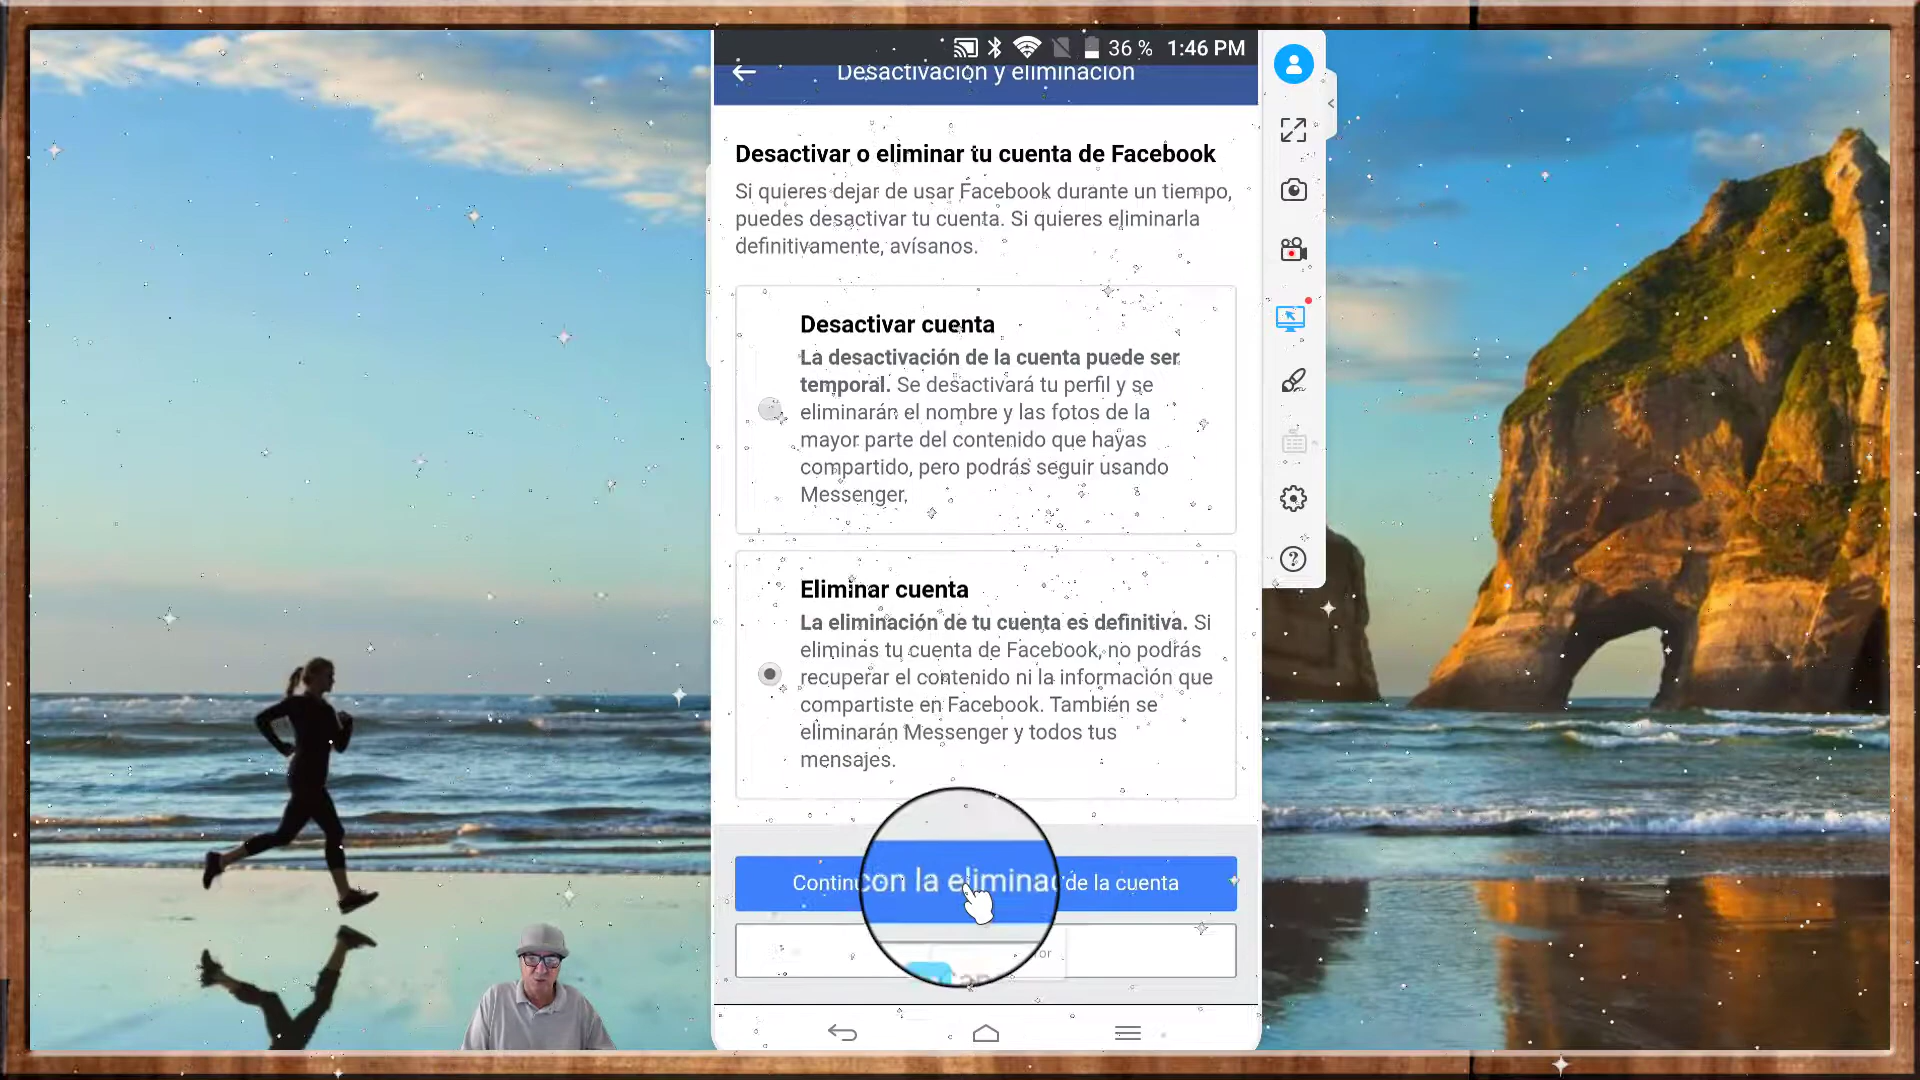 36 % 1:46 PM
Desactivación y eliminación
Desactivar o eliminar tu cuenta de Facebook
Si quieres dejar de usar Facebook durante un tiempo,
puedes desactivar tu cuenta. Si quieres eliminarla
definitivamente, avísanos.
Desactivar cuenta
La desactivación de la cuenta puede ser
temporal. Se desactivará tu perfil y se
eliminarán el nombre y las fotos de la
mayor parte del contenido que hayas
compartido, pero podrás seguir usando
Messenger.
Eliminar cuenta
La eliminación de tu cuenta es definitiva. Si
eliminas tu cuenta de Facebook, no podrás
recuperar el contenido ni la información que
compartiste en Facebook. También se
eliminarán Messenger y todos tus
mensajes.
Continu con la eliminac de la cuenta